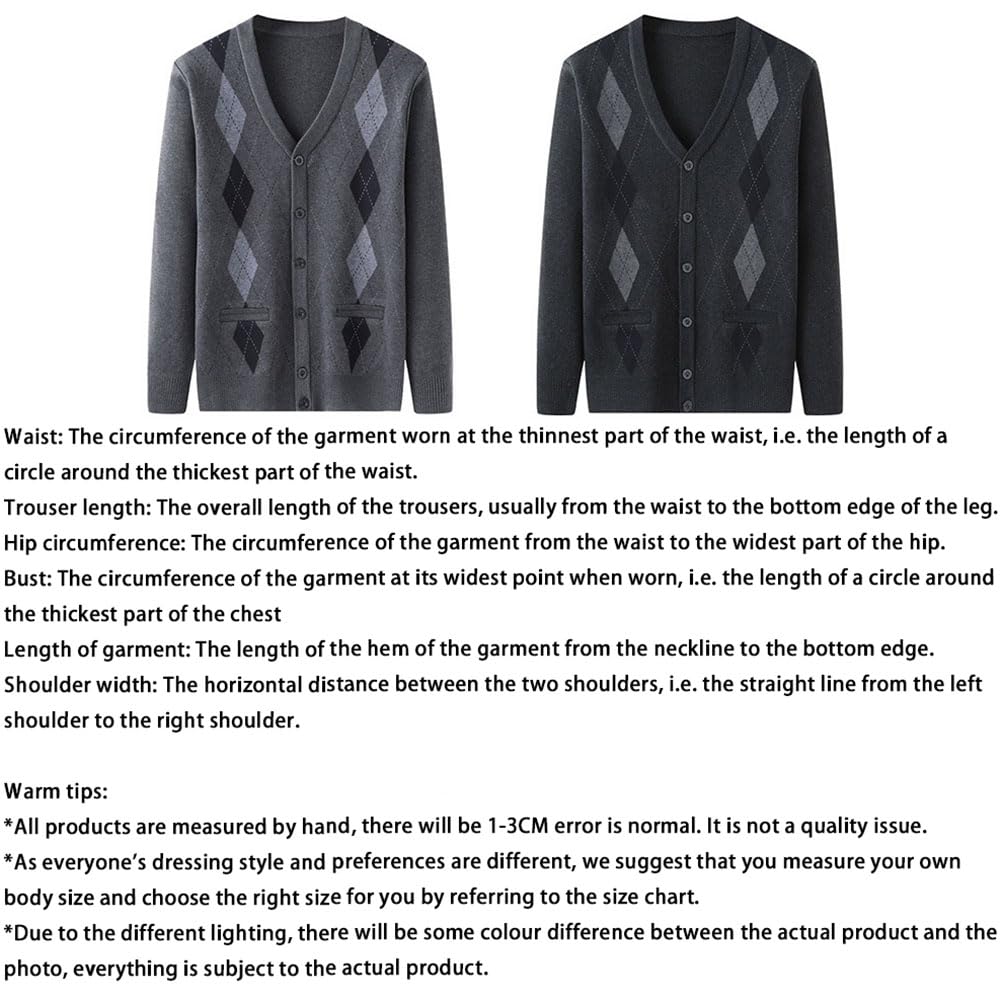 Waist: The circumference of the garment worn at the thinnest part of the waist, i.e. the length of a
circle around the thickest part of the waist.
Trouser length: The overall length of the trousers, usually from the waist to the bottom edge of the leg.
Hip circumference: The circumference of the garment from the waist to the widest part of the hip.
Bust: The circumference of the garment at its widest point when worn, i.e. the length of a circle around
the thickest part of the chest
Length of garment: The length of the hem of the garment from the neckline to the bottom edge.
Shoulder width: The horizontal distance between the two shoulders, i.e. the straight line from the left
shoulder to the right shoulder.
Warm tips:
*All products are measured by hand, there will be 1-3CM error is normal. It is not a quality issue.
*As everyone's dressing style and preferences are different, we suggest that you measure your own
body size and choose the right size for you by referring to the size chart.
*Due to the different lighting, there will be some colour difference between the actual product and the
photo, everything is subject to the actual product.